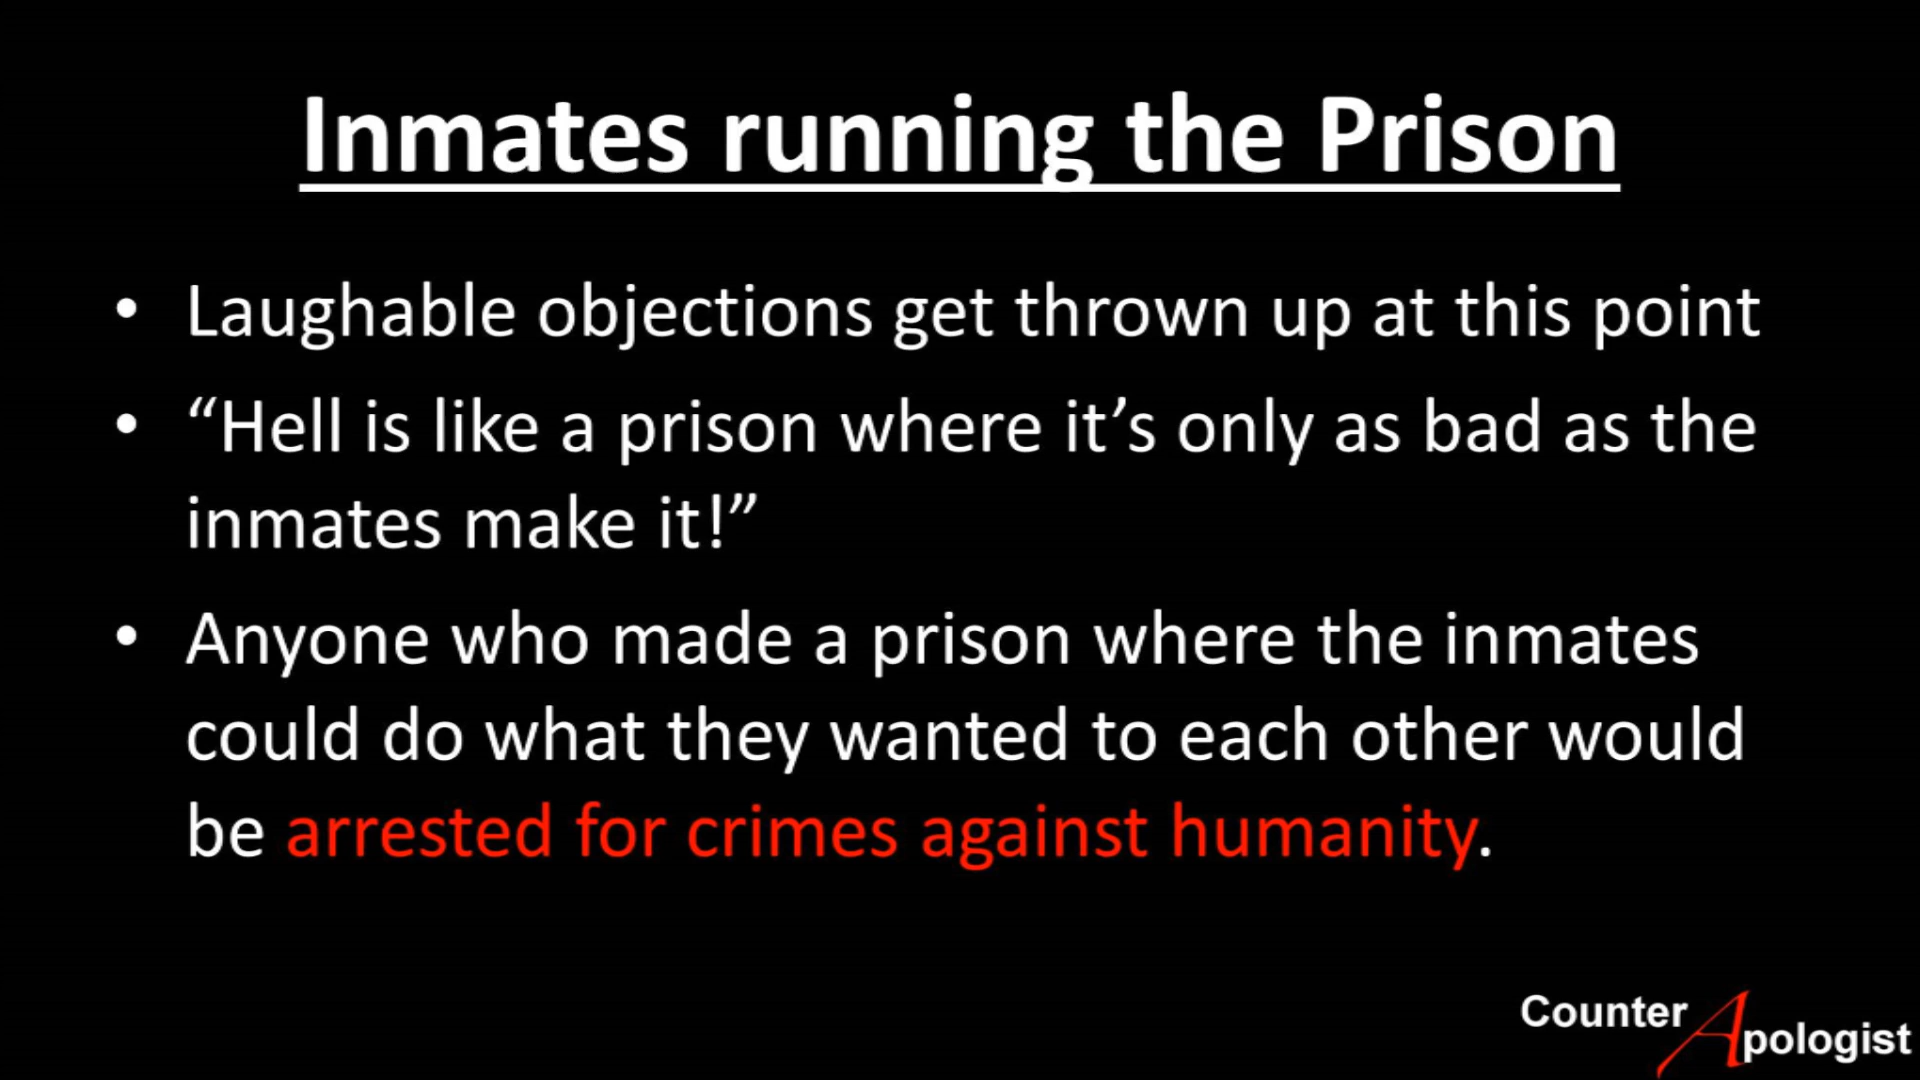 Inmates running the Prison
• Laughable objections get thrown up at this point
• “Hell is like a prison where it’s only as bad as the
inmates make it!”
• Anyone who made a prison where the inmates
could do what they wanted to each other would
be arrested for crimes against humanity.
Counter
Apologist